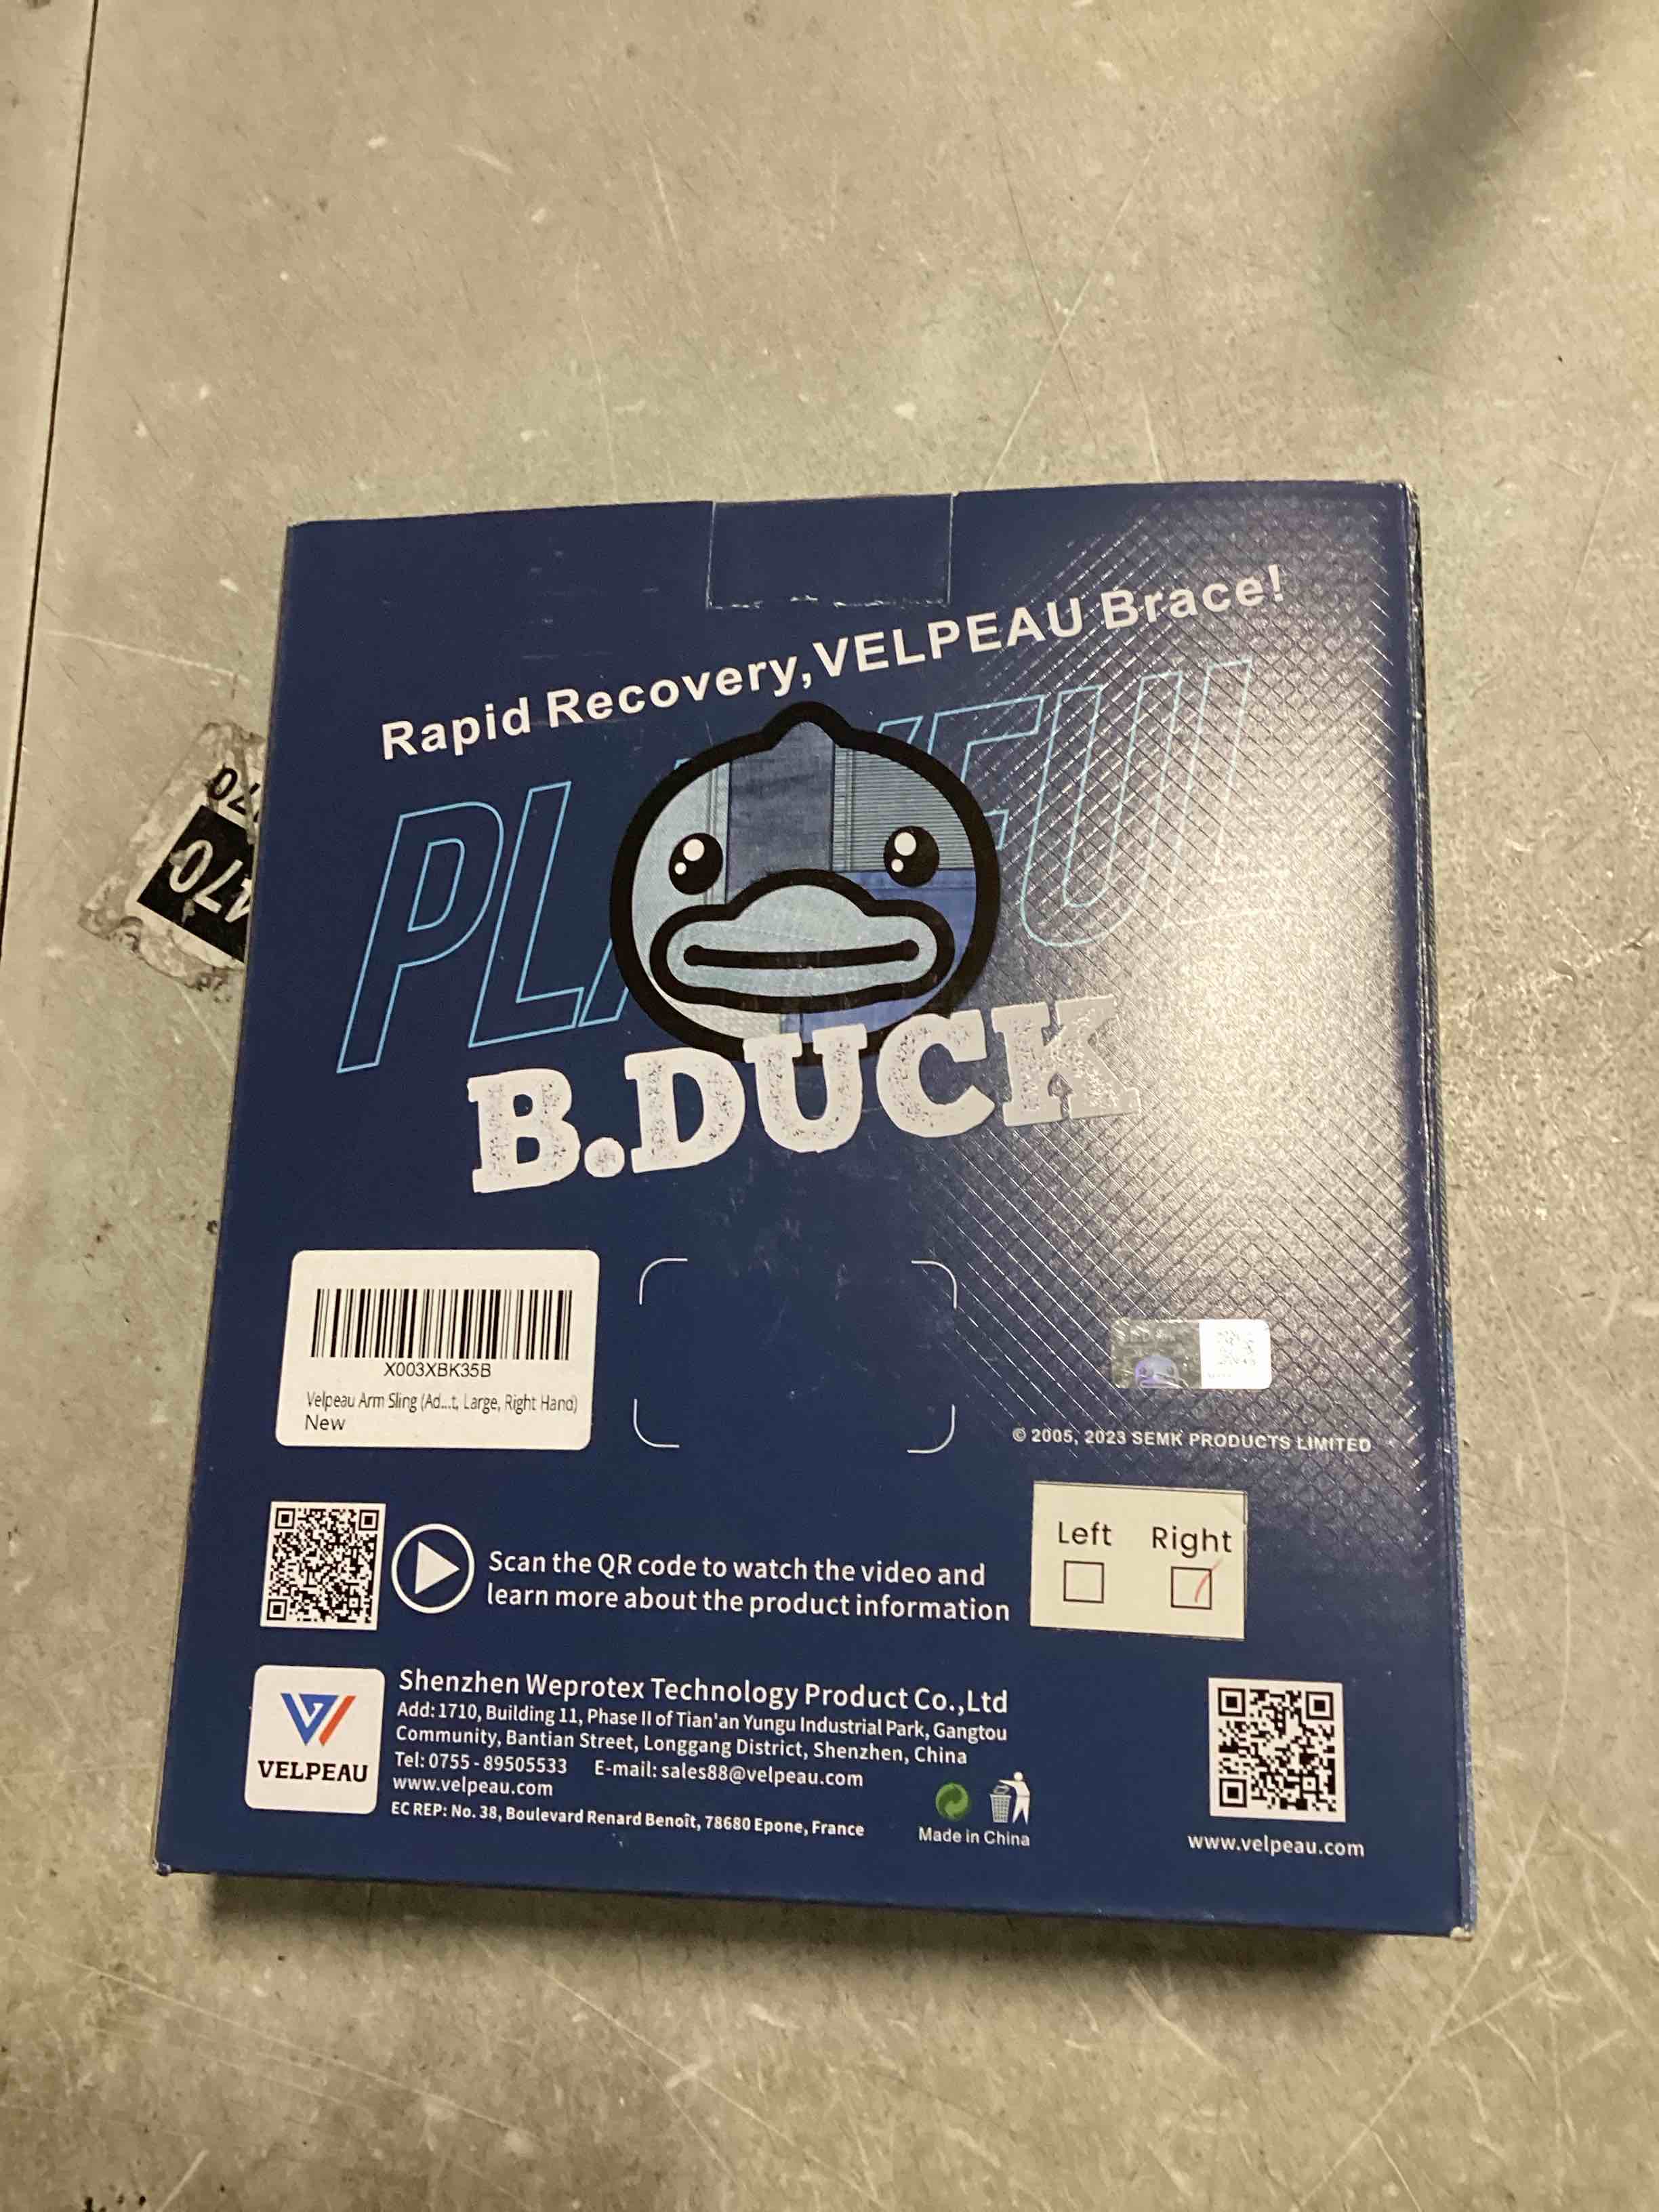 Rapid Recovery, VELPEAU Brace!
B.DUCK
X003XBK35B
Velpeau Arm Sling (Ad...t, Large, Right Hand)
New
© 2005, 2023 SEMK PRODUCTS LIMITED
Scan the QR code to watch the video and
learn more about the product information
Left Right
VELPEAU
Shenzhen Weprotex Technology Product Co.,Ltd
Add: 1710, Building 11, Phase II of Tian'an Yungu Industrial Park, Gangtou
Community, Bantian Street, Longgang District, Shenzhen, China
Tel: 0755 - 89505533 E-mail: sales88@velpeau.com
www.velpeau.com
EC REP: No. 38, Boulevard Renard Benoît, 78680 Epone, France
Made in China
www.velpeau.com